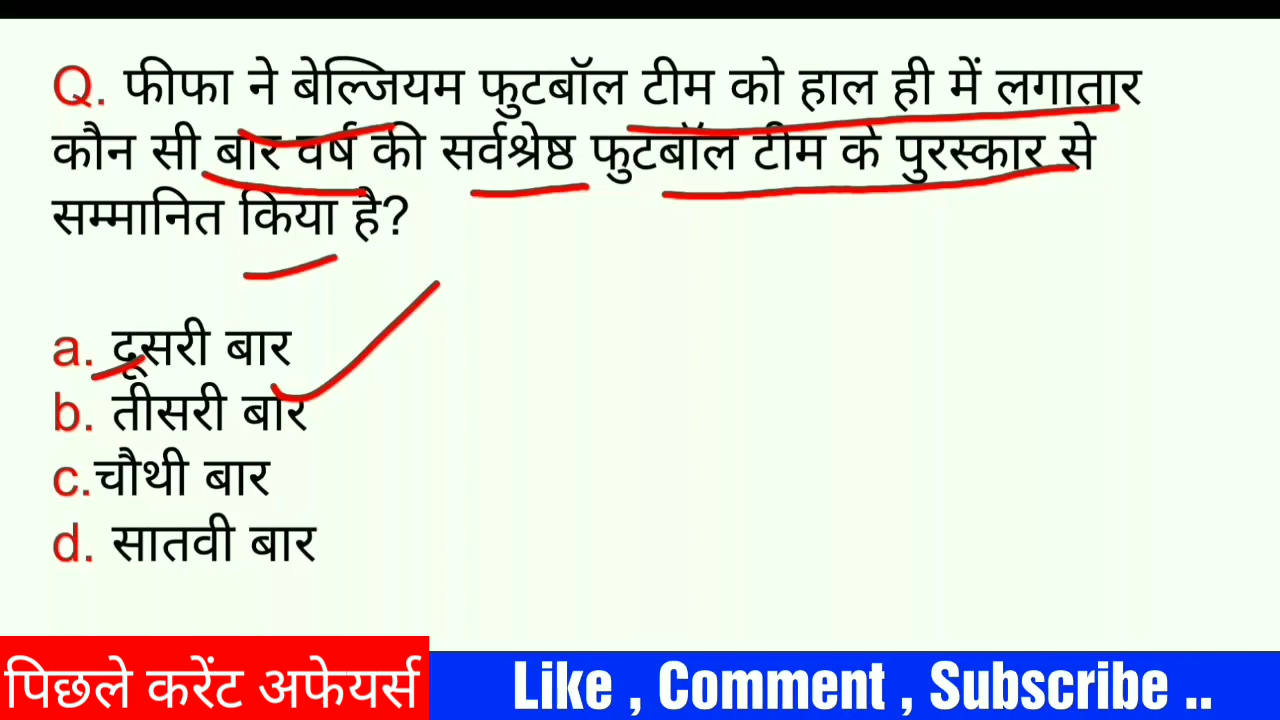 Q. फीफा ने बेल्जियम फुटबॉल टीम को हाल ही में लगातार
कौन सी बार वर्ष की सर्वश्रेष्ठ फुटबॉल टीम के पुरस्कार से
सम्मानित किया है?
a. दूसरी बार
b. तीसरी बार
c.चौथी बार
d. सातवी बार
पिछले करेंट अफेयर्स
Like , Comment , Subscribe ..